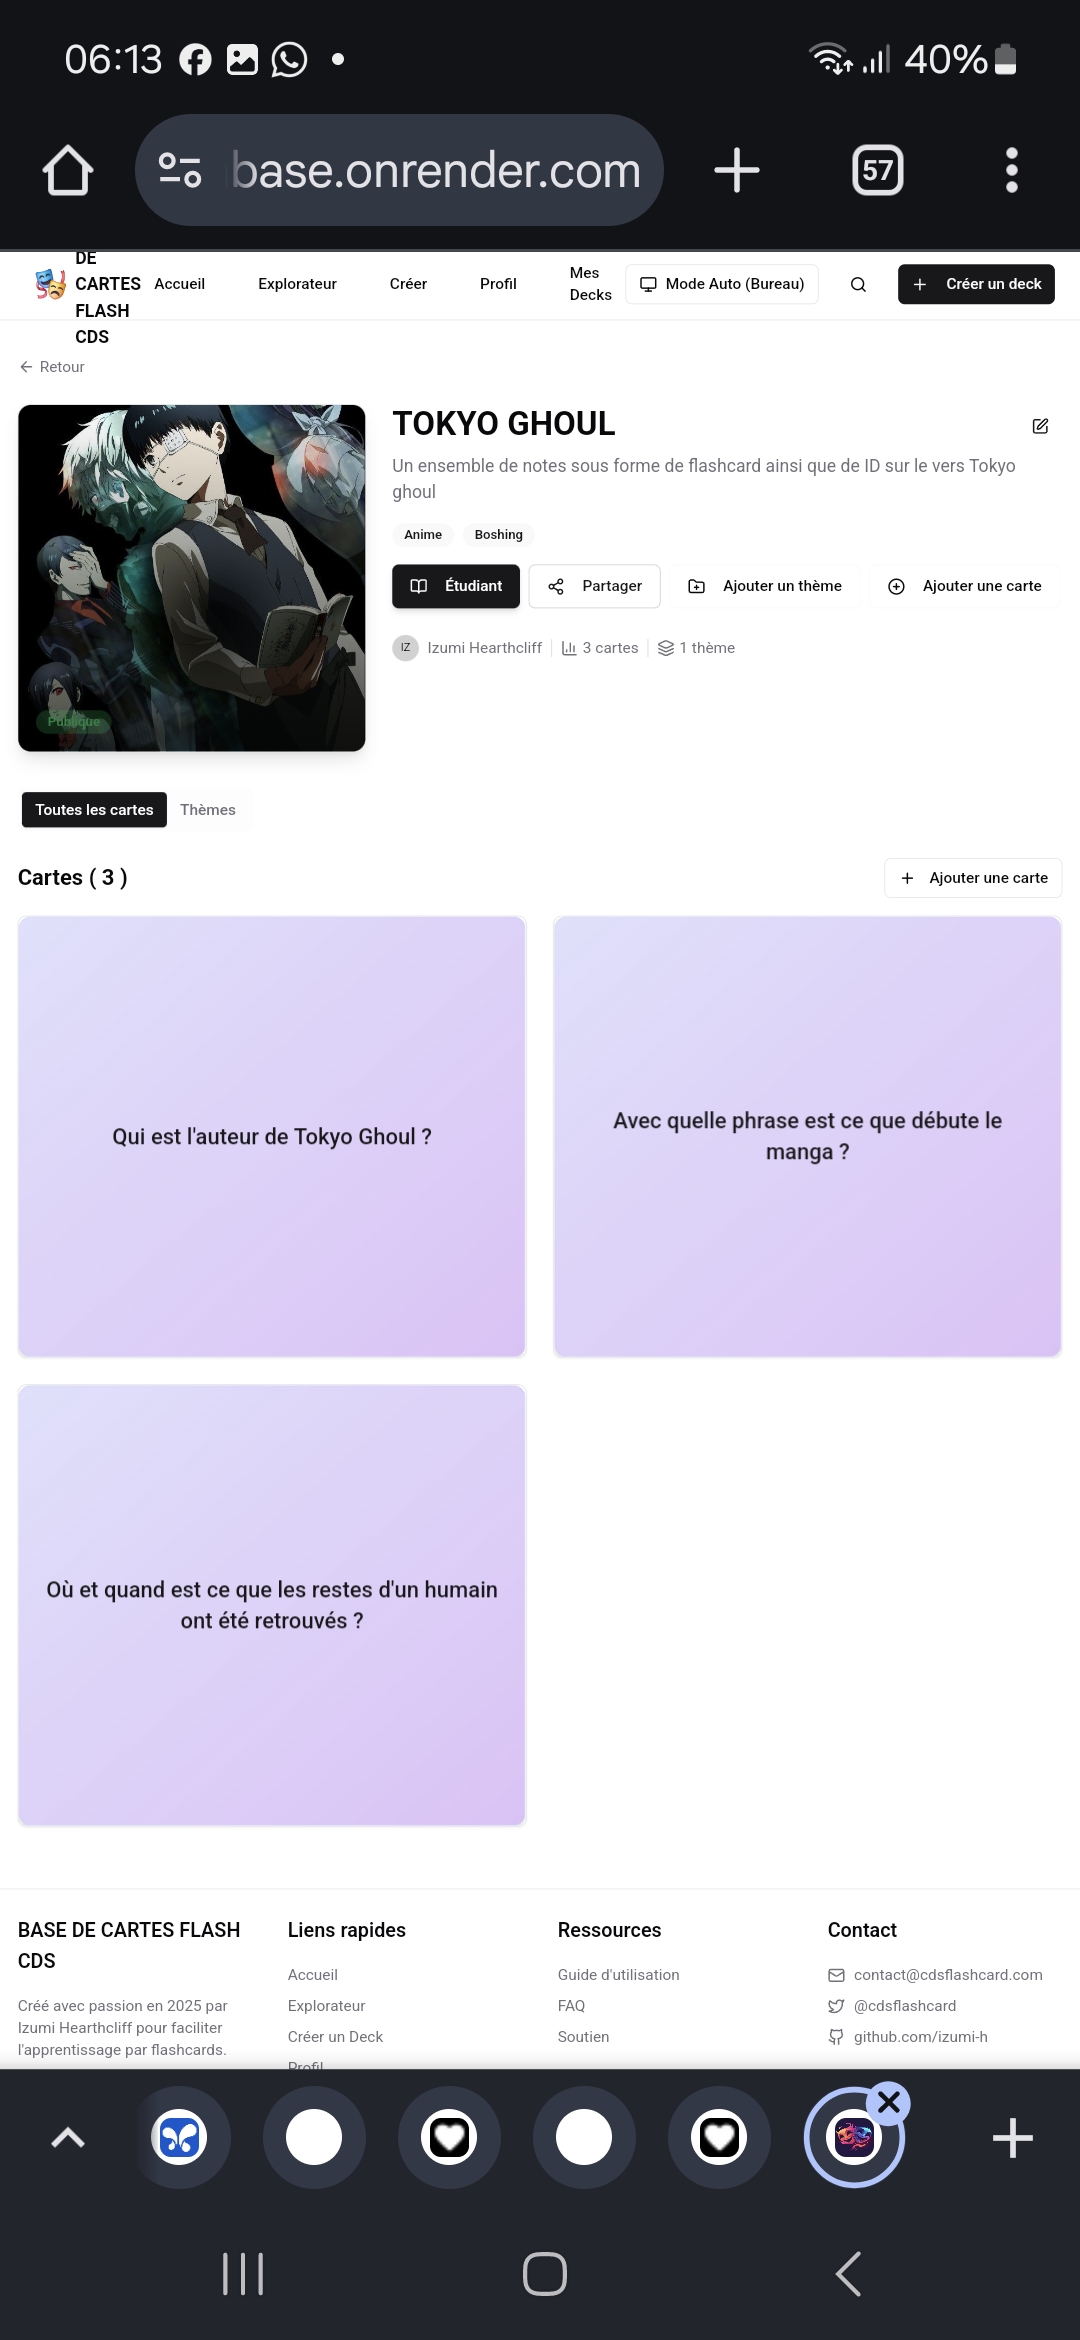 06:13
40%
base.onrender.com
57
DE
CARTES
FLASH
CDS
Accueil
Explorateur
Créer
Profil
Mes
Decks
Mode Auto (Bureau)
Créer un deck
Retour
TOKYO GHOUL
Un ensemble de notes sous forme de flashcard ainsi que de ID sur le vers Tokyo
ghoul
Anime
Boshing
Étudiant
Partager
Ajouter un thème
Ajouter une carte
IZ
Izumi Hearthcliff
3 cartes
1 thème
Publique
Toutes les cartes
Thèmes
Cartes ( 3 )
Ajouter une carte
Qui est l'auteur de Tokyo Ghoul ?
Avec quelle phrase est ce que débute le
manga ?
Où et quand est ce que les restes d'un humain
ont été retrouvés ?
BASE DE CARTES FLASH
CDS
Créé avec passion en 2025 par
Izumi Hearthcliff pour faciliter
l'apprentissage par flashcards.
Liens rapides
Accueil
Explorateur
Créer un Deck
Profil
Ressources
Guide d'utilisation
FAQ
Soutien
Contact
contact@cdsflashcard.com
@cdsflashcard
github.com/izumi-h